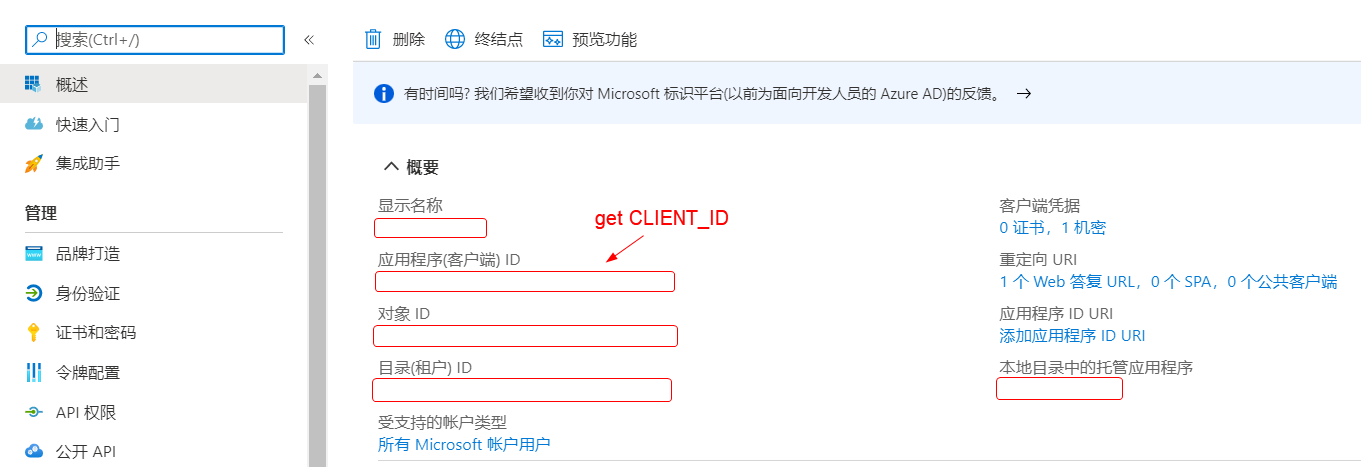 搜索(Ctrl+/)
«
概述
快速入门
集成助手
管理
品牌打造
www
身份验证
证书和密码
令牌配置
API 权限
公开 API
删除 终结点 预览功能
有时间吗? 我们希望收到你对 Microsoft 标识平台(以前为面向开发人员的 Azure AD)的反馈。 →
概要
显示名称
get CLIENT_ID
应用程序(客户端) ID
对象 ID
目录(租户) ID
受支持的帐户类型
所有 Microsoft 帐户用户
客户端凭据
0 证书，1 机密
重定向 URI
1 个 Web 答复 URL，0 个 SPA，0 个公共客户端
应用程序 ID URI
添加应用程序 ID URI
本地目录中的托管应用程序